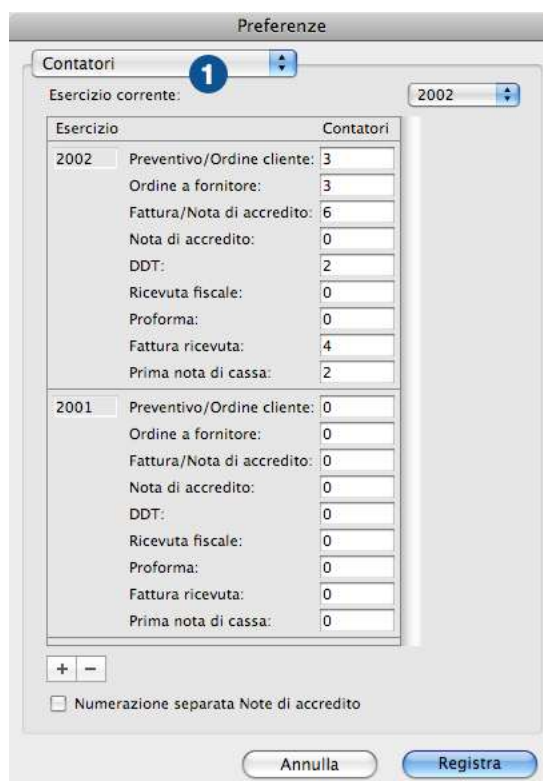 Preferenze
Contatori
1
Esercizio corrente: 2002
Esercizio Contatori
2002 Preventivo/Ordine cliente: 3
Ordine a fornitore: 3
Fattura/Nota di accredito: 6
Nota di accredito: 0
DDT: 2
Ricevuta fiscale: 0
Proforma: 0
Fattura ricevuta: 4
Prima nota di cassa: 2
2001 Preventivo/Ordine cliente: 0
Ordine a fornitore: 0
Fattura/Nota di accredito: 0
Nota di accredito: 0
DDT: 0
Ricevuta fiscale: 0
Proforma: 0
Fattura ricevuta: 0
Prima nota di cassa: 0
+ −
Numerazione separata Note di accredito
Annulla Registra